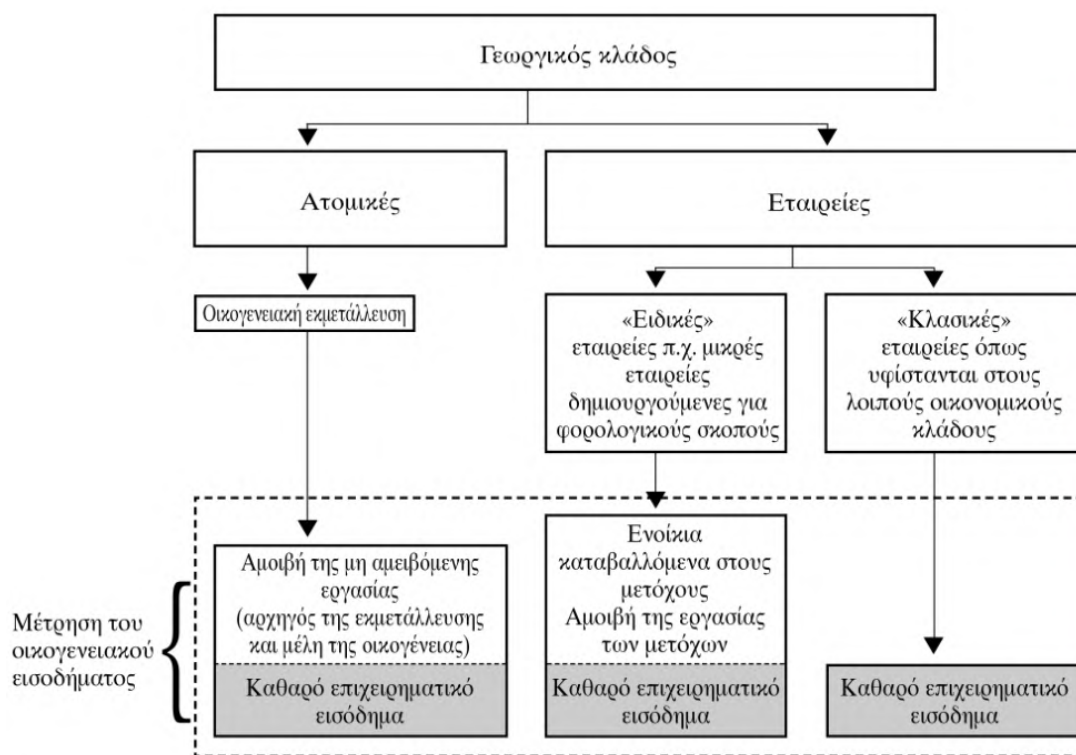 Γεωργικός κλάδος
Ατομικές
Εταιρείες
Οικογενειακή εκμετάλλευση
«Ειδικές»
εταιρείες π.χ. μικρές
εταιρείες
δημιουργούμενες για
φορολογικούς σκοπούς
«Κλασικές»
εταιρείες όπως
υφίστανται στους
λοιπούς οικονομικούς
κλάδους
Μέτρηση του
οικογενειακού
εισοδήματος
Αμοιβή της μη αμειβόμενης
εργασίας
(αρχηγός της εκμετάλλευσης
και μέλη της οικογένειας)
Καθαρό επιχειρηματικό
εισόδημα
Ενοίκια
καταβαλλόμενα στους
μετόχους
Αμοιβή της εργασίας
των μετόχων
Καθαρό επιχειρηματικό
εισόδημα
Καθαρό επιχειρηματικό
εισόδημα